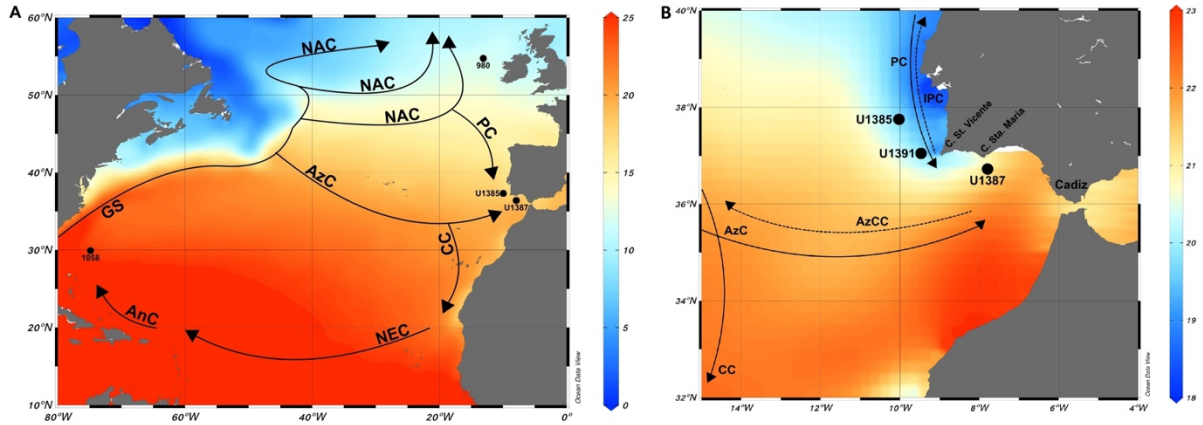 A
60°N
50°N
40°N
30°N
20°N
10°N
80°W
60°W
40°W
20°W
0°
NAC
NAC
NAC
980
PC
AzC
U1385
U1387
GS
CC
1058
AnC
NEC
Ocean Data View
25
20
15
10
5
0
B
40°N
38°N
36°N
34°N
32°N
14°W
12°W
10°W
8°W
6°W
4°W
PC
IPC
U1385
C. St. Vicente
C. Sta. Maria
U1391
U1387
Cadiz
AzCC
AzC
CC
Ocean Data View
23
22
21
20
19
18